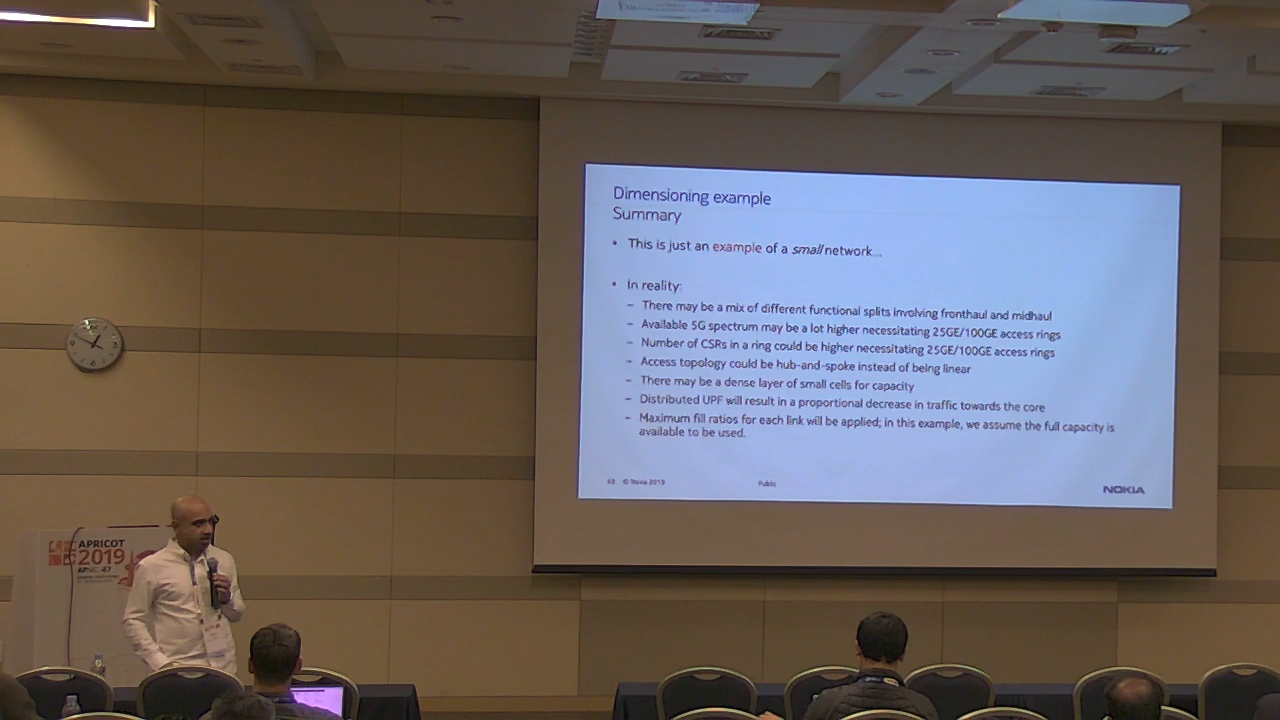 Dimensioning example
Summary
• This is just an example of a small network...
• In reality:
– There may be a mix of different functional splits involving fronthaul and midhaul
– Available 5G spectrum may be a lot higher necessitating 25GE/100GE access rings
– Number of CSRs in a ring could be higher necessitating 25GE/100GE access rings
– Access topology could be hub-and-spoke instead of being linear
– There may be a dense layer of small cells for capacity
– Distributed UPF will result in a proportional decrease in traffic towards the core
– Maximum fill ratios for each link will be applied; in this example, we assume the full capacity is
available to be used.
© Nokia 2019
Public
NOKIA
APRICOT
2019
APNIC 47